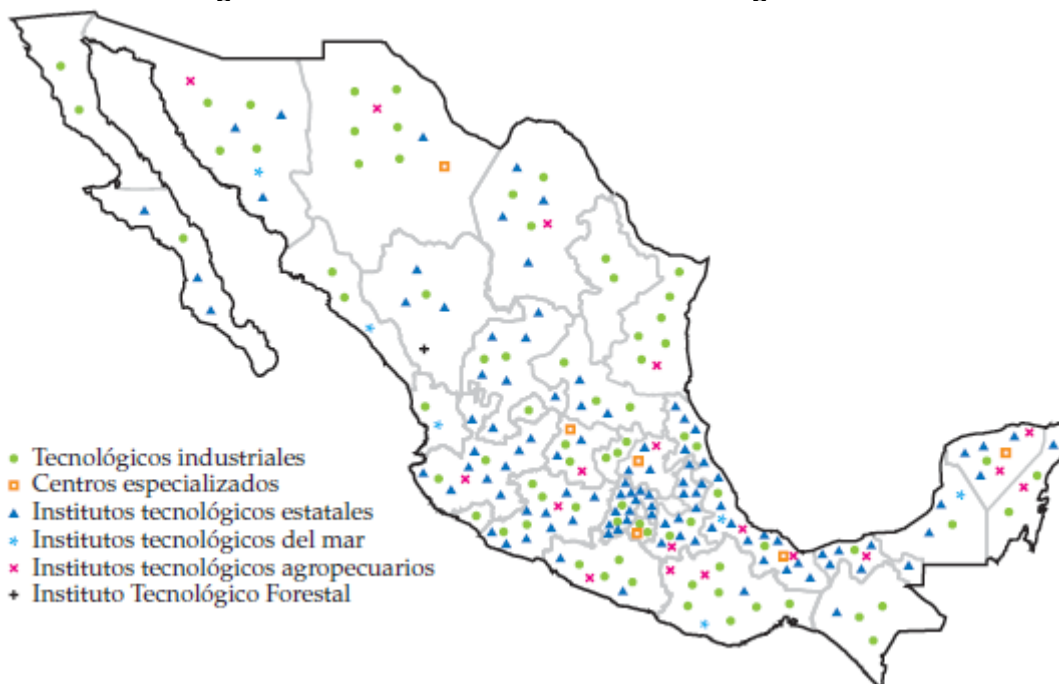 Tecnológicos industriales
Centros especializados
Institutos tecnológicos estatales
Institutos tecnológicos del mar
Institutos tecnológicos agropecuarios
Instituto Tecnológico Forestal